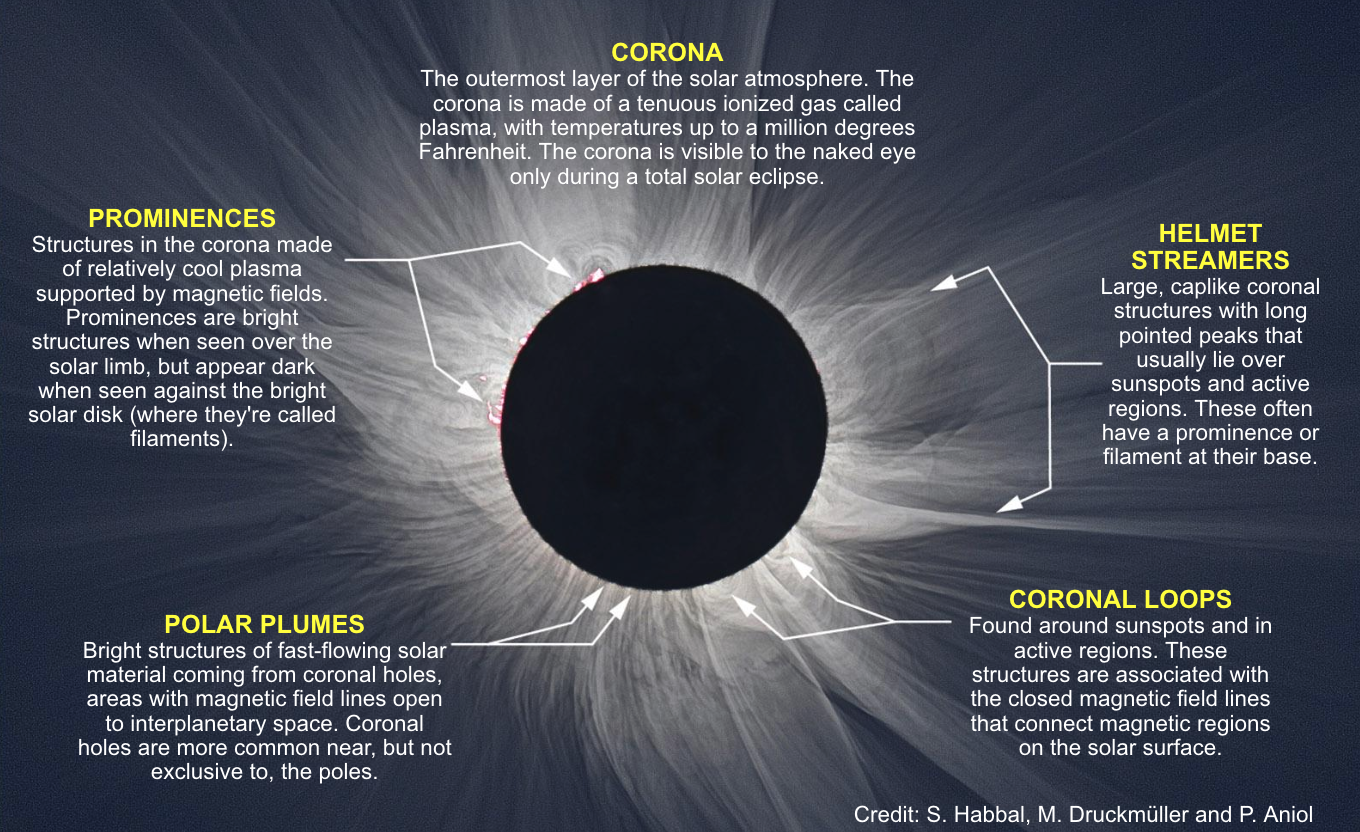 CORONA
The outermost layer of the solar atmosphere. The
corona is made of a tenuous ionized gas called
plasma, with temperatures up to a million degrees
Fahrenheit. The corona is visible to the naked eye
only during a total solar eclipse.
PROMINENCES
Structures in the corona made
of relatively cool plasma
supported by magnetic fields.
Prominences are bright
structures when seen over the
solar limb, but appear dark
when seen against the bright
solar disk (where they're called
filaments).
HELMET
STREAMERS
Large, caplike coronal
structures with long
pointed peaks that
usually lie over
sunspots and active
regions. These often
have a prominence or
filament at their base.
POLAR PLUMES
Bright structures of fast-flowing solar
material coming from coronal holes,
areas with magnetic field lines open
to interplanetary space. Coronal
holes are more common near, but not
exclusive to, the poles.
CORONAL LOOPS
Found around sunspots and in
active regions. These
structures are associated with
the closed magnetic field lines
that connect magnetic regions
on the solar surface.
Credit: S. Habbal, M. Druckmüller and P. Aniol